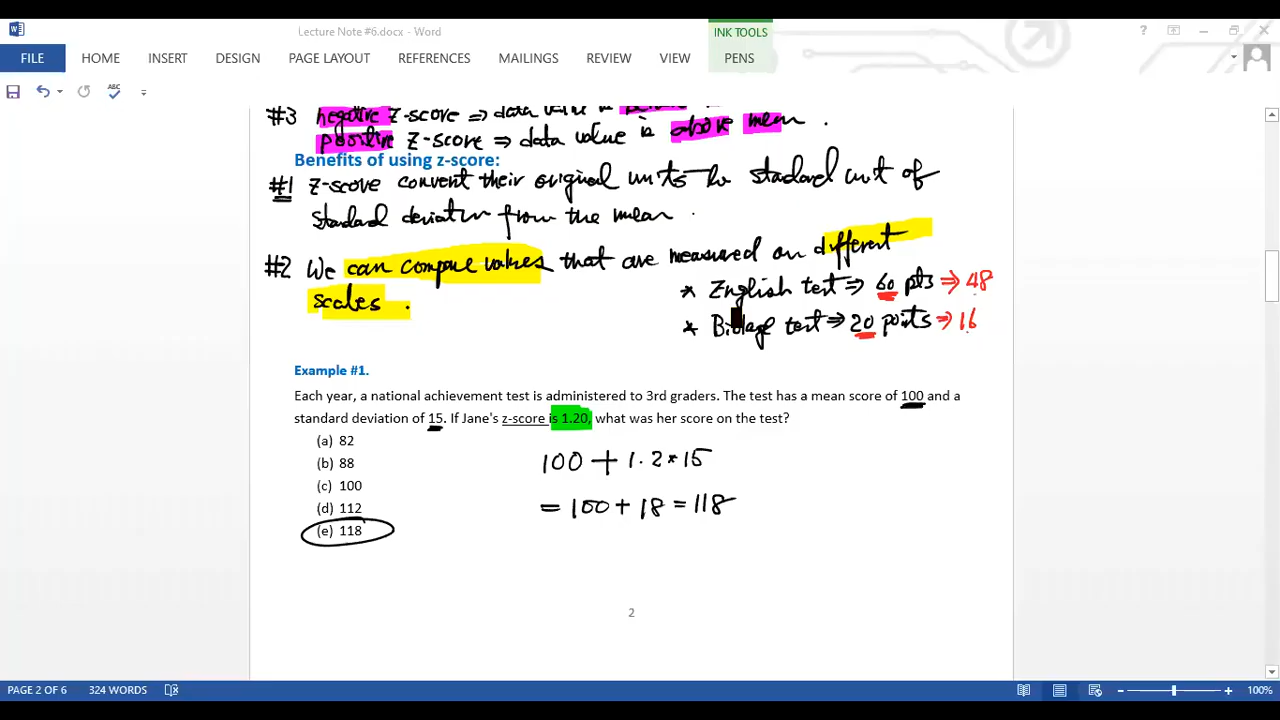 Lecture Note #6.docx - Word
INK TOOLS
?
FILE HOME INSERT DESIGN PAGE LAYOUT REFERENCES MAILINGS REVIEW VIEW PENS
ABC
#3 negative z-score ⇒ data value is
positive z-score ⇒ data value is above mean .
Benefits of using z-score:
#1 z-score convent their original units to stadard unit of
standard deviation from the mean .
#2 We can compare values that are measured on different
scales .
* English test ⇒ 60 pts ⇒ 48
* test ⇒ 20 points ⇒ 16
Example #1.
Each year, a national achievement test is administered to 3rd graders. The test has a mean score of 100 and a
standard deviation of 15. If Jane's z-score is 1.20, what was her score on the test?
(a) 82
(b) 88
(c) 100
(d) 112
(e) 118
100 + 1.2*15
= 100 + 18 = 118
2
PAGE 2 OF 6 324 WORDS 100%